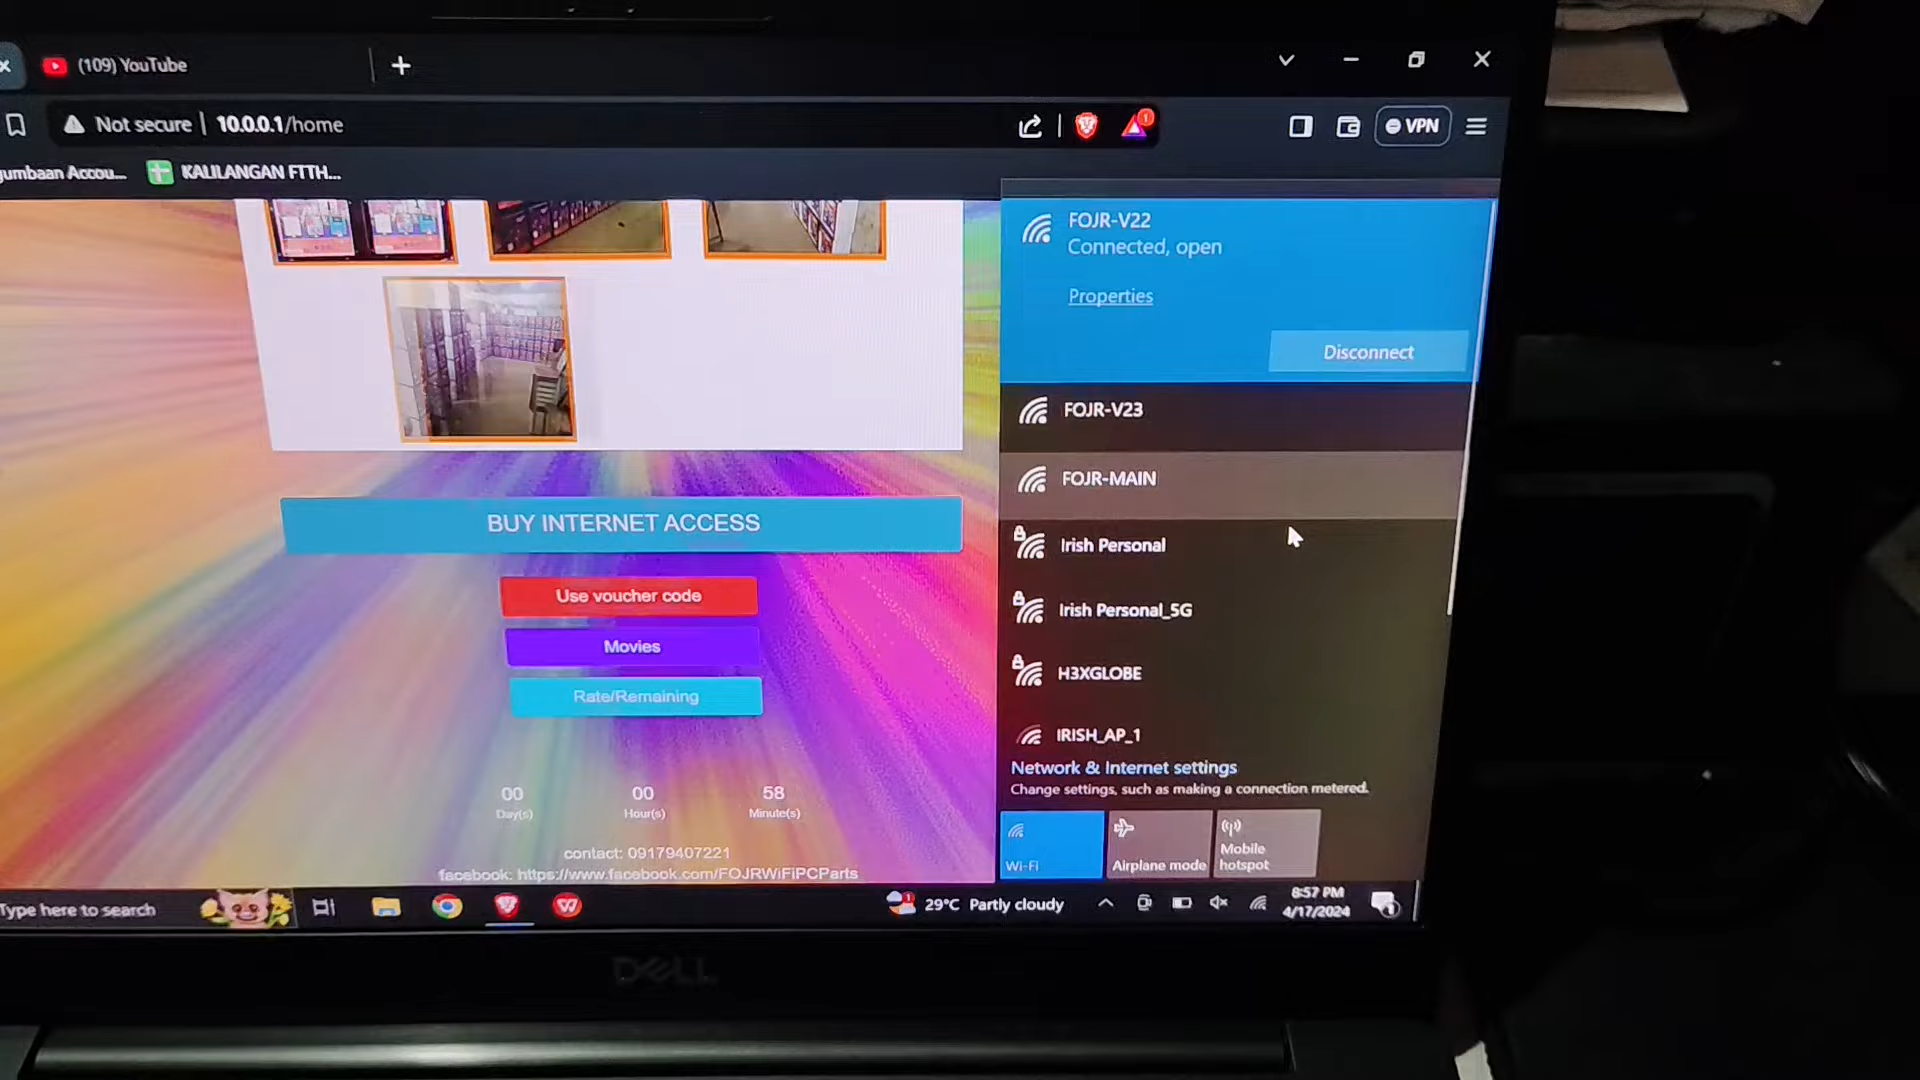 (109) YouTube
Not secure | 10.0.0.1/home
VPN
gumbaan Accou...
KALILANGAN FTTH...
FOJR-V22
Connected, open
Properties
Disconnect
FOJR-V23
FOJR-MAIN
Irish Personal
Irish Personal_5G
H3XGLOBE
IRISH_AP_1
Network & Internet settings
Change settings, such as making a connection metered.
Wi-Fi
Airplane mode
Mobile hotspot
BUY INTERNET ACCESS
Use voucher code
Movies
Rate/Remaining
00 00 58
Day(s) Hour(s) Minute(s)
contact: 09179407221
facebook: https://www.facebook.com/FOJRWiFiPCParts
Type here to search
29°C Partly cloudy
8:57 PM
4/17/2024
DELL